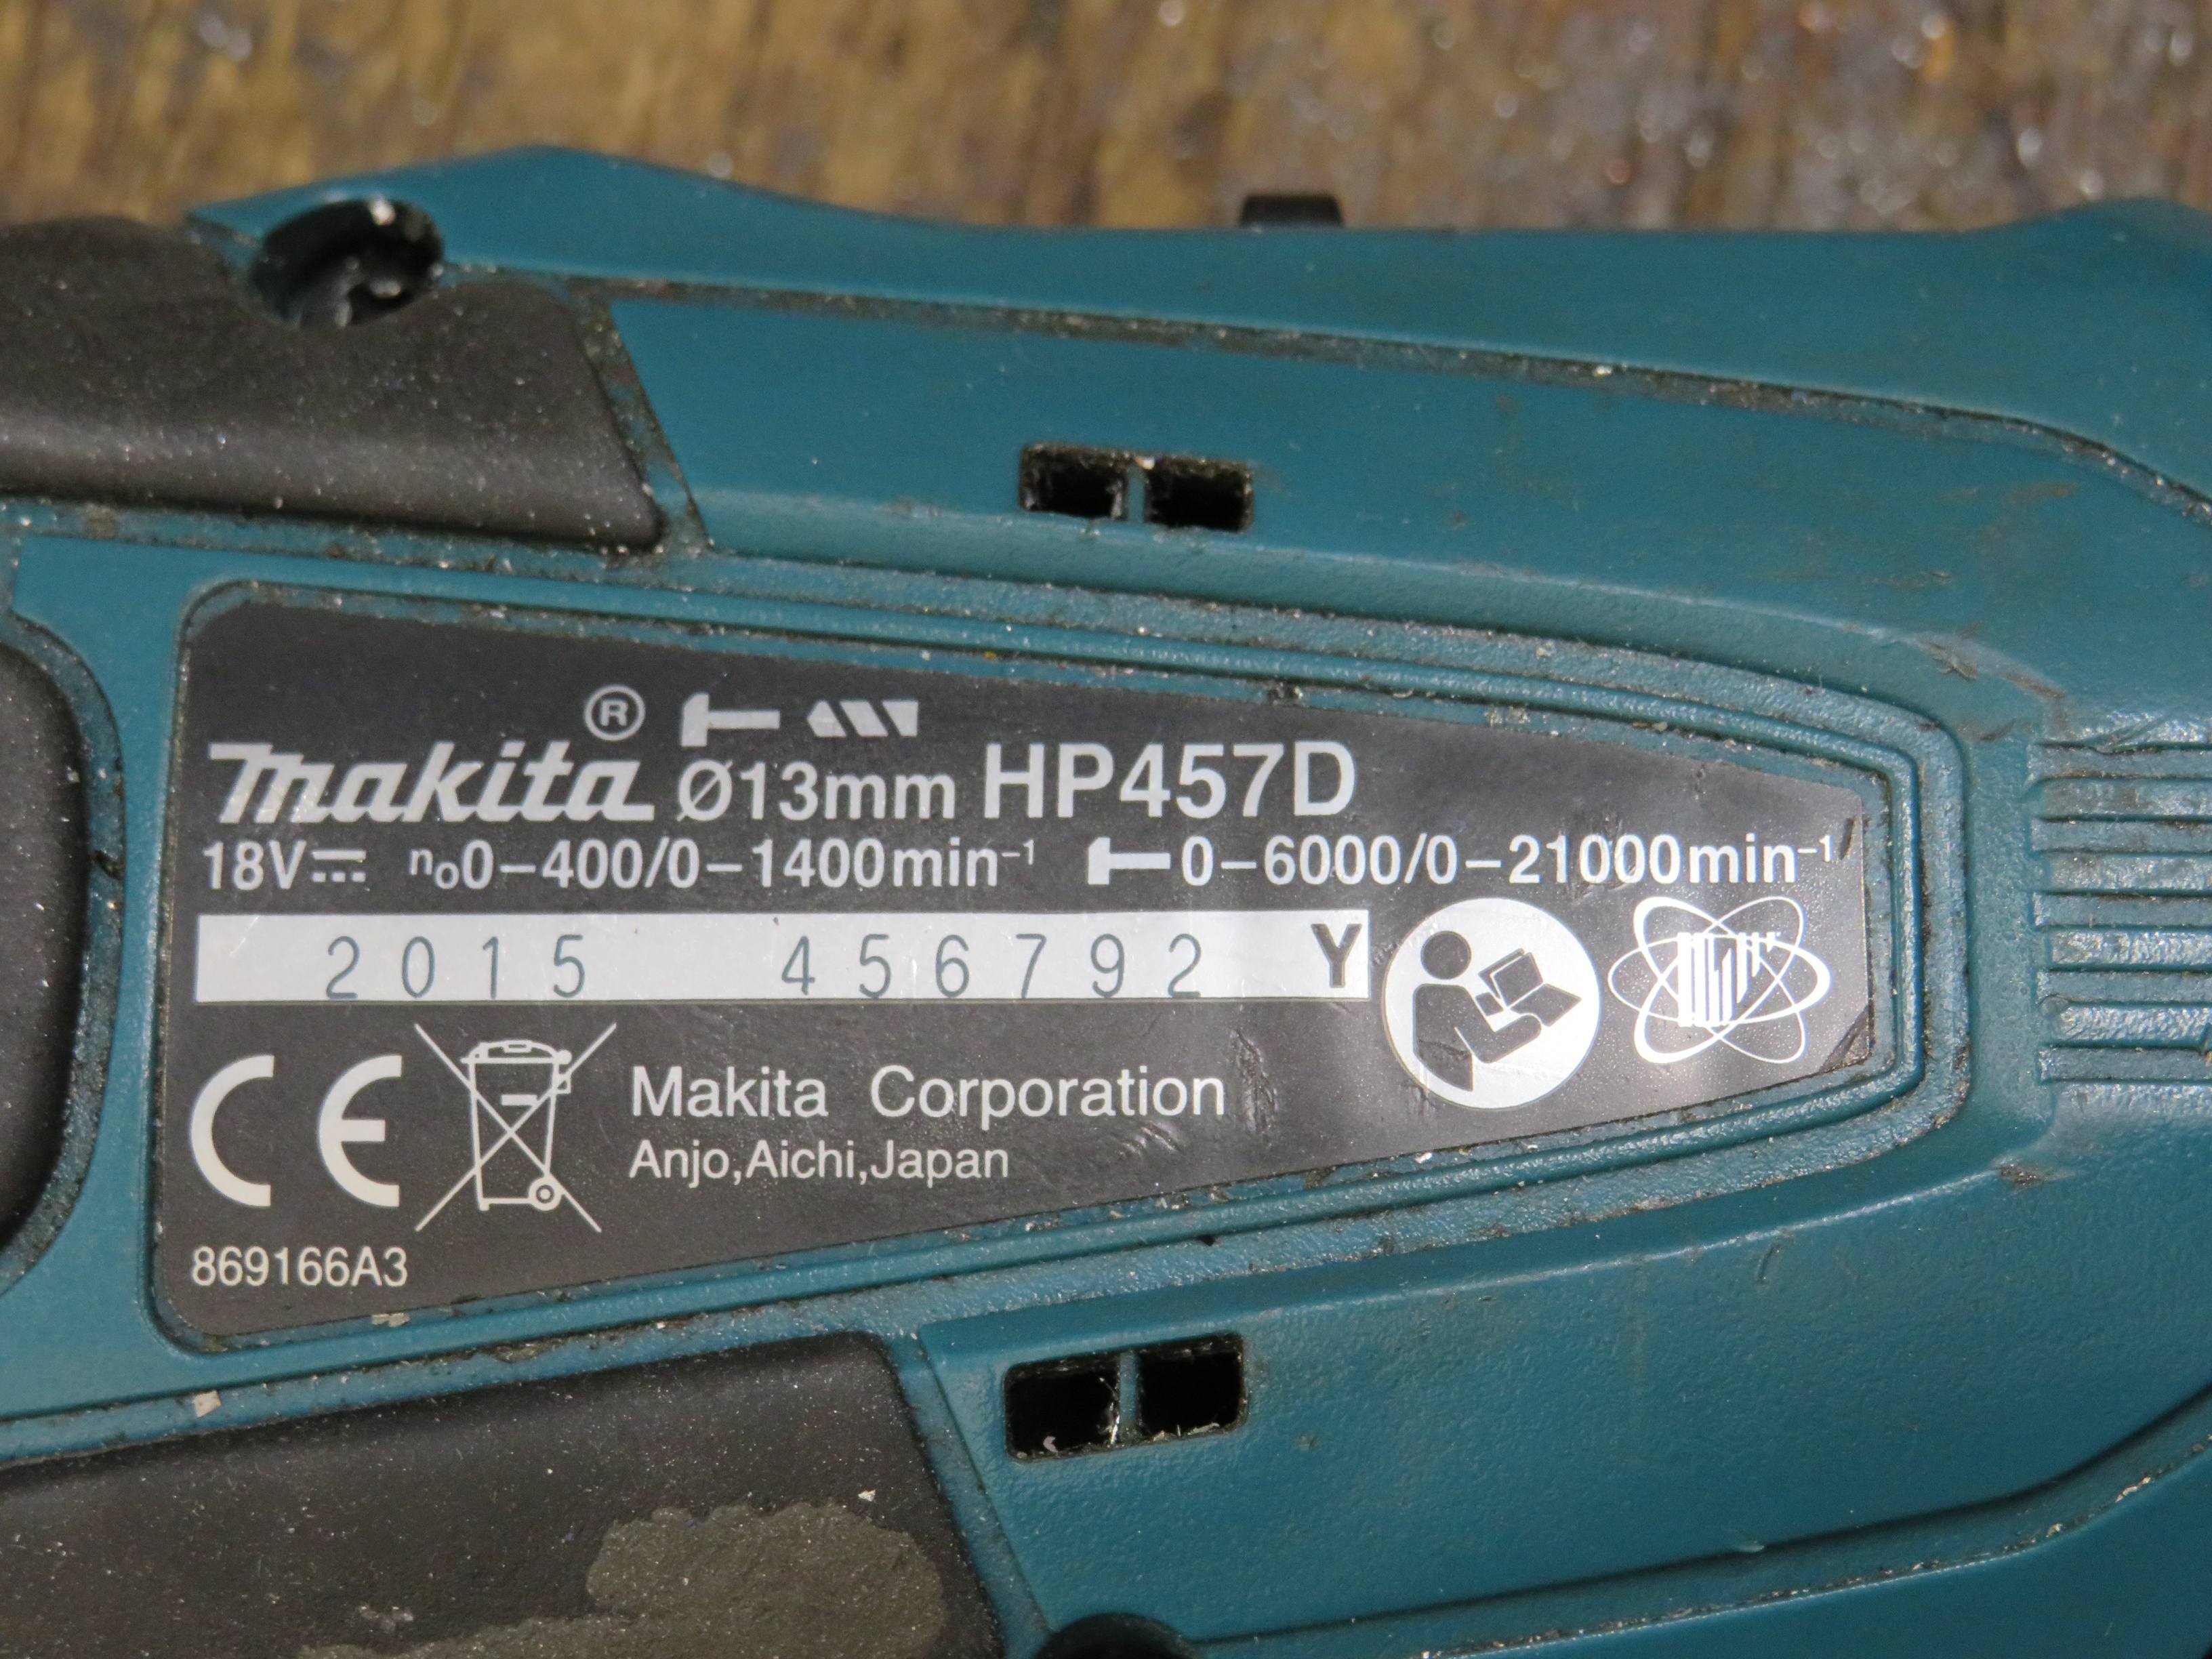 makita® Ø13mm HP457D
18V⎓ n₀0-400/0-1400min⁻¹ 0-6000/0-21000min⁻¹
2015 456792 Y
CE
Makita Corporation
Anjo,Aichi,Japan
869166A3